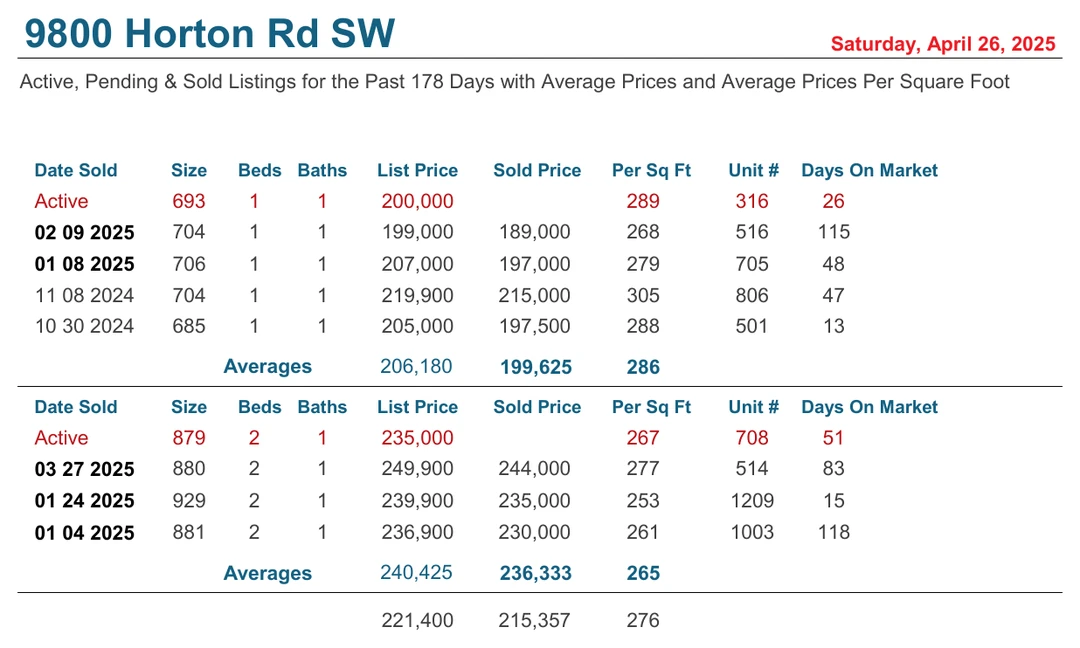 9800 Horton Rd SW
Saturday, April 26, 2025
Active, Pending & Sold Listings for the Past 178 Days with Average Prices and Average Prices Per Square Foot
Date Sold Size Beds Baths List Price Sold Price Per Sq Ft Unit # Days On Market
Active 693 1 1 200,000 289 316 26
02 09 2025 704 1 1 199,000 189,000 268 516 115
01 08 2025 706 1 1 207,000 197,000 279 705 48
11 08 2024 704 1 1 219,900 215,000 305 806 47
10 30 2024 685 1 1 205,000 197,500 288 501 13
Averages 206,180 199,625 286
Date Sold Size Beds Baths List Price Sold Price Per Sq Ft Unit # Days On Market
Active 879 2 1 235,000 267 708 51
03 27 2025 880 2 1 249,900 244,000 277 514 83
01 24 2025 929 2 1 239,900 235,000 253 1209 15
01 04 2025 881 2 1 236,900 230,000 261 1003 118
Averages 240,425 236,333 265
221,400 215,357 276